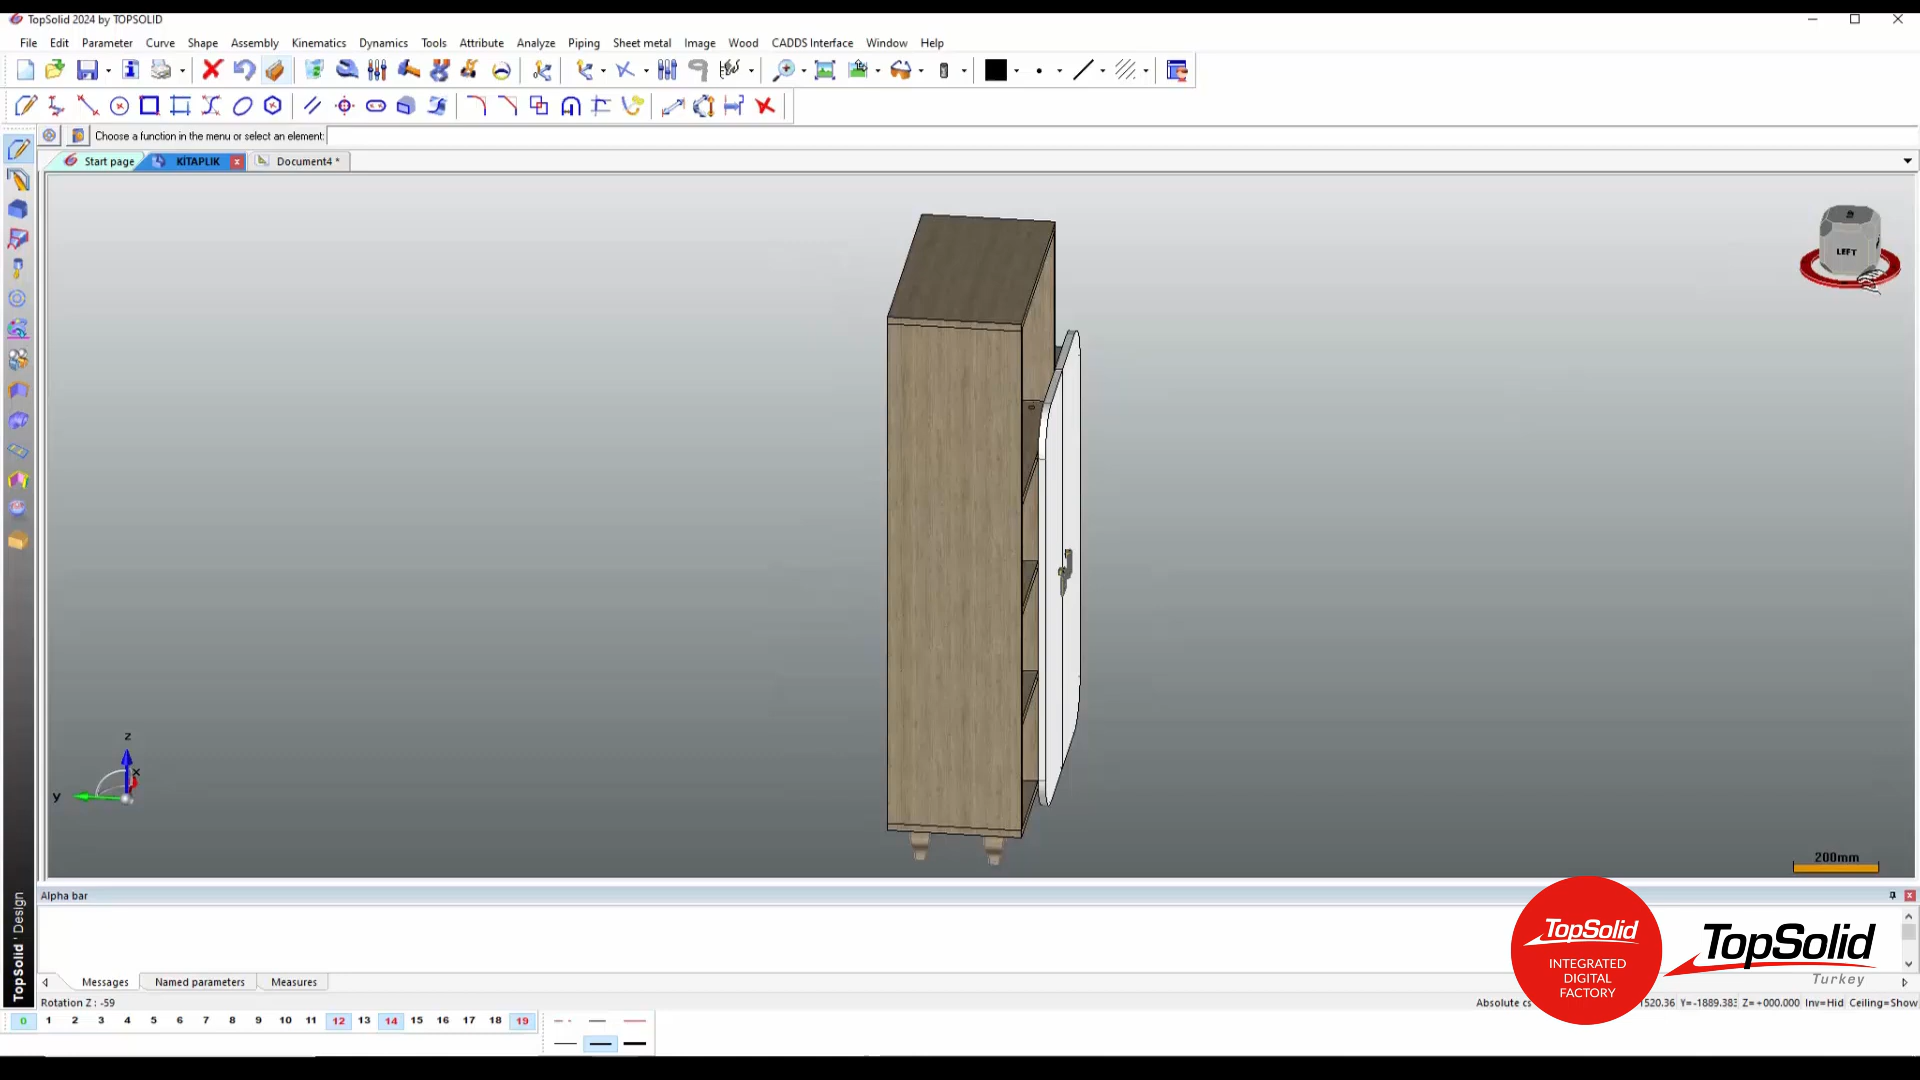 TopSolid 2024 by TOPSOLID
File Edit Parameter Curve Shape Assembly Kinematics Dynamics Tools Attribute Analyze Piping Sheet metal Image Wood CADDS Interface Window Help
Choose a function in the menu or select an element:
Start page KİTAPLIK Document4 *
LEFT
z
x
y
200mm
TopSolid ' Design
Alpha bar
TopSolid
INTEGRATED
DIGITAL
FACTORY
TopSolid
Turkey
Messages Named parameters Measures
Rotation Z : -59
Absolute cs 1520.36 Y=-1889.383 Z= +000.000 Inv=Hid Ceiling=Show
0 1 2 3 4 5 6 7 8 9 10 11 12 13 14 15 16 17 18 19